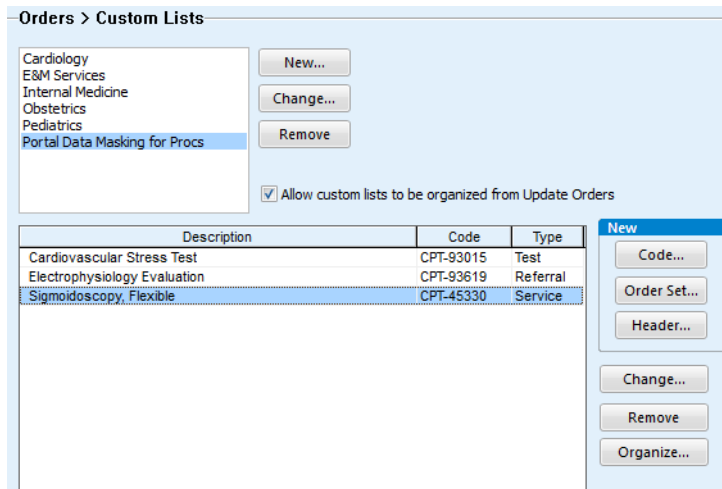 Orders > Custom Lists
Cardiology
E&M Services
Internal Medicine
Obstetrics
Pediatrics
Portal Data Masking for Procs
New...
Change...
Remove
Allow custom lists to be organized from Update Orders
Description Code Type
Cardiovascular Stress Test CPT-93015 Test
Electrophysiology Evaluation CPT-93619 Referral
Sigmoidoscopy, Flexible CPT-45330 Service
New
Code...
Order Set...
Header...
Change...
Remove
Organize...